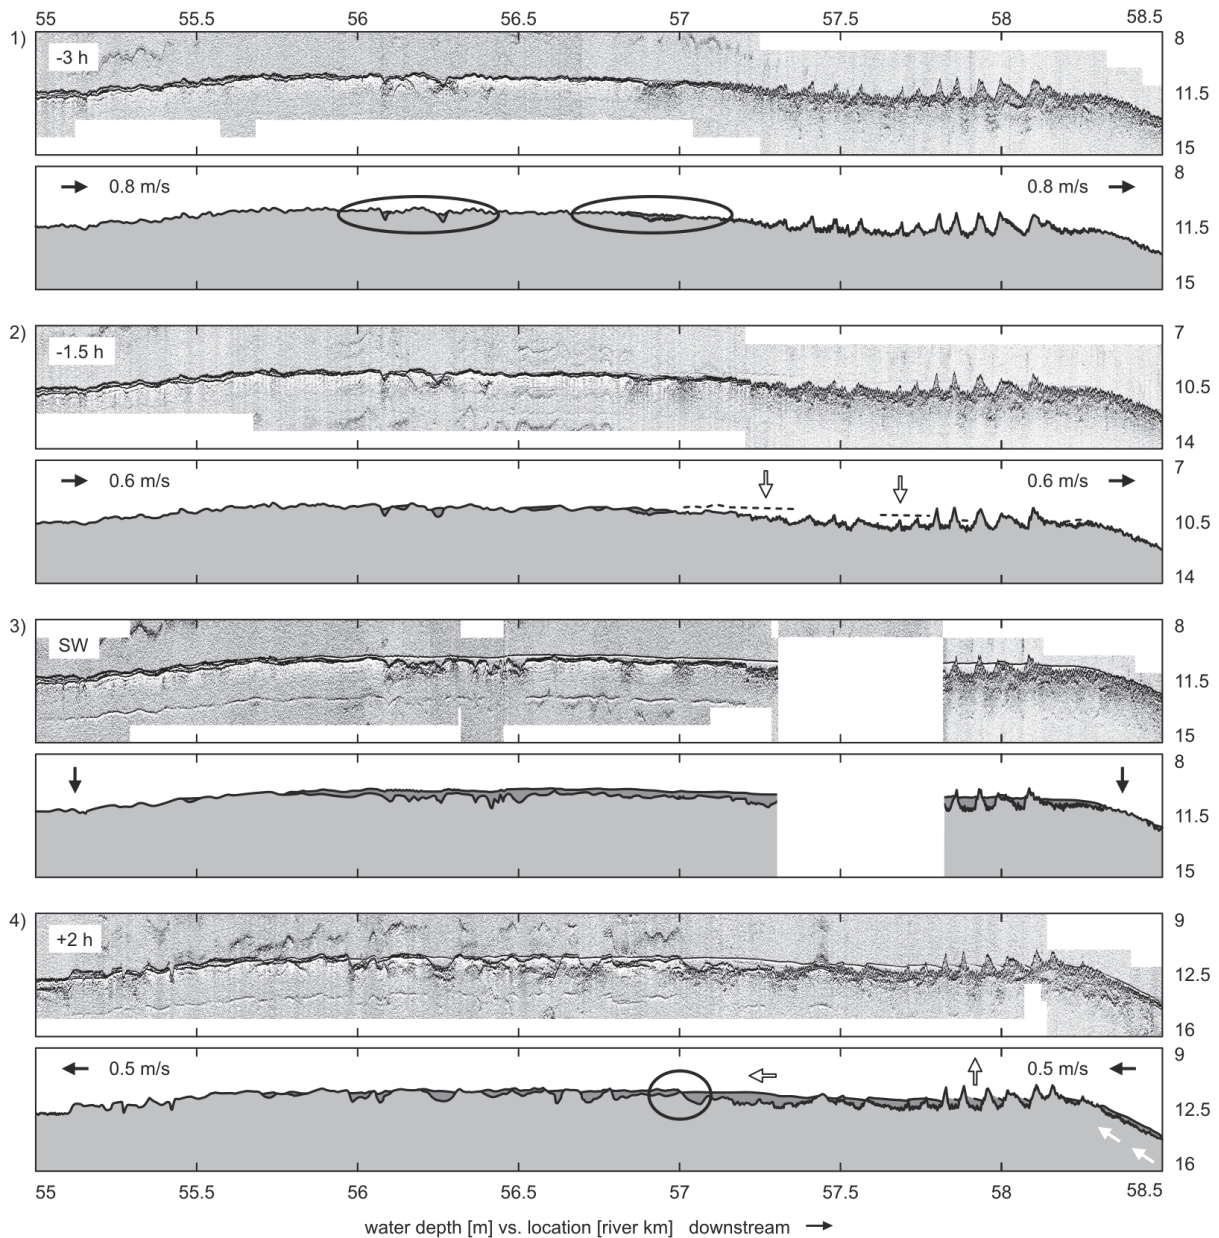 55 55.5 56 56.5 57 57.5 58 58.5
1) 8
-3 h
11.5
15
8
0.8 m/s 0.8 m/s
11.5
15
2) 7
-1.5 h
10.5
14
7
0.6 m/s 0.6 m/s
10.5
14
3) 8
SW
11.5
15
8
11.5
15
4) 9
+2 h
12.5
16
9
0.5 m/s 0.5 m/s
12.5
16
55 55.5 56 56.5 57 57.5 58 58.5
water depth [m] vs. location [river km] downstream →